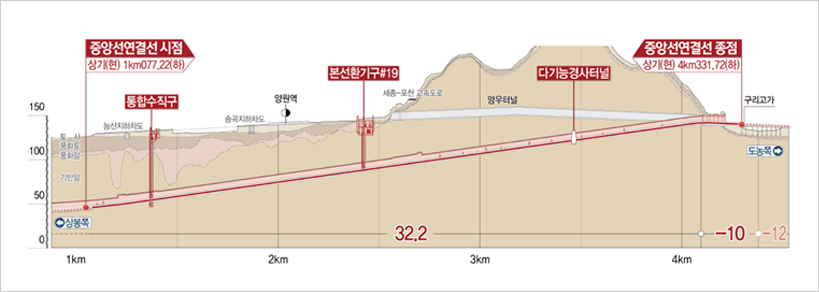 중앙선연결선 시점
상기(현) 1km077.22(하)
중앙선연결선 종점
상기(현) 4km331.72(하)
본선환기구#19
다기능경사터널
통합수직구
양원역
세종-포천 고속도로
망우터널
구리고가
능산지하차도
송곡지하차도
150
토 사
풍화토
풍화암
100
기반암
50
0
상봉쪽
도농쪽
32.2
-10
-12
1km
2km
3km
4km